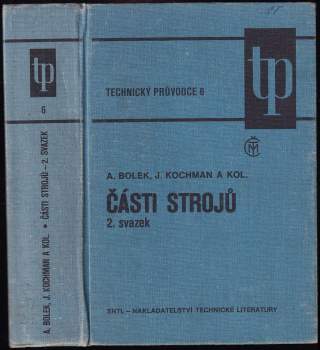 tp
6
A. BOLEK, J. KOCHMAN A KOL. • ČÁSTI STROJŮ – 2. SVAZEK
TECHNICKÝ PRŮVODCE 6
tp
A. BOLEK, J. KOCHMAN A KOL.
ČÁSTI STROJŮ
2. svazek
SNTL – NAKLADATELSTVÍ TECHNICKÉ LITERATURY